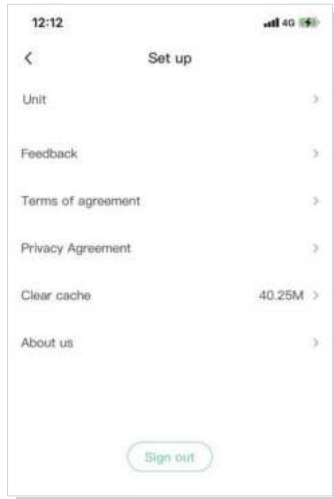 12:12
4G
Set up
Unit
Feedback
Terms of agreement
Privacy Agreement
Clear cache 40.25M
About us
Sign out